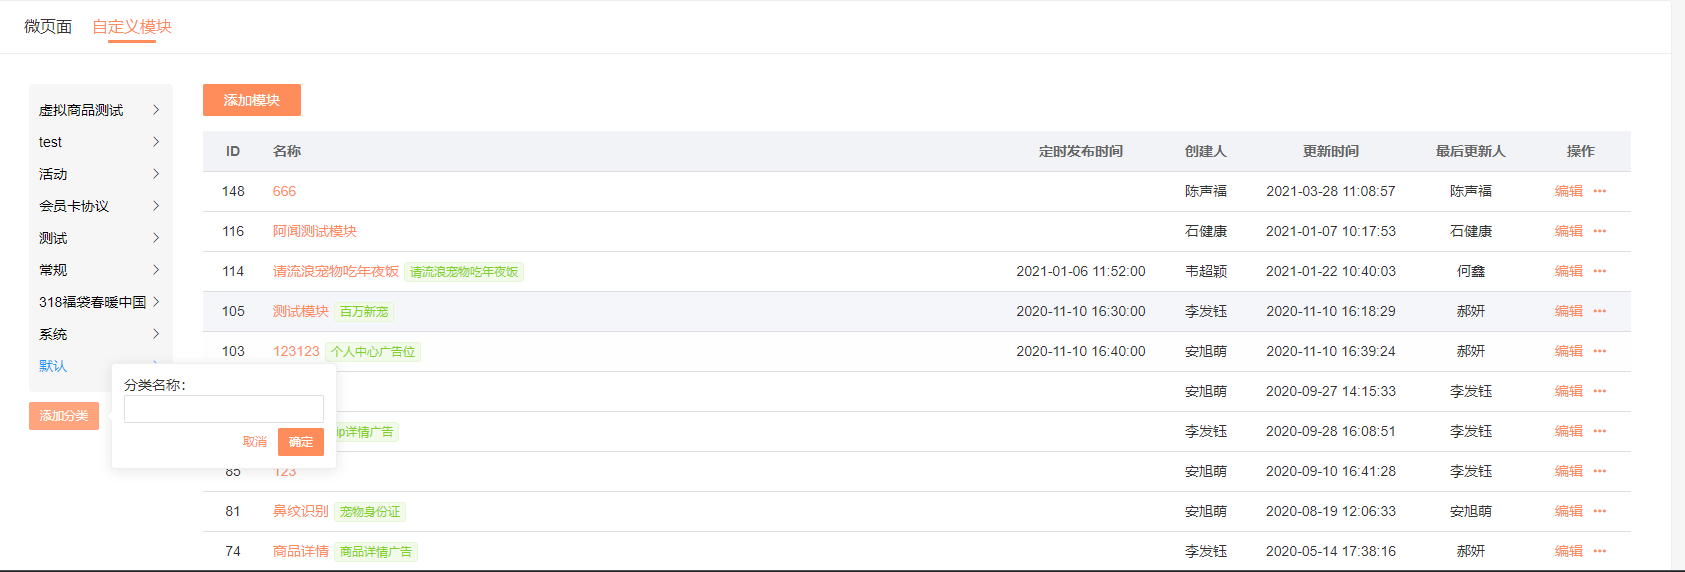 微页面 自定义模块
虚拟商品测试
test
活动
会员卡协议
测试
常规
318福袋春暖中国
系统
默认
添加分类
分类名称：
取消 确定
添加模块
ID 名称 定时发布时间 创建人 更新时间 最后更新人 操作
148 666 陈声福 2021-03-28 11:08:57 陈声福 编辑 •••
116 阿闻测试模块 石健康 2021-01-07 10:17:53 石健康 编辑 •••
114 请流浪宠物吃年夜饭 请流浪宠物吃年夜饭 2021-01-06 11:52:00 韦超颖 2021-01-22 10:40:03 何鑫 编辑 •••
105 测试模块 百万新宠 2020-11-10 16:30:00 李发钰 2020-11-10 16:18:29 郝妍 编辑 •••
103 123123 个人中心广告位 2020-11-10 16:40:00 安旭萌 2020-11-10 16:39:24 郝妍 编辑 •••
安旭萌 2020-09-27 14:15:33 李发钰 编辑 •••
ip详情广告 李发钰 2020-09-28 16:08:51 李发钰 编辑 •••
85 123 安旭萌 2020-09-10 16:41:28 李发钰 编辑 •••
81 鼻纹识别 宠物身份证 安旭萌 2020-08-19 12:06:33 安旭萌 编辑 •••
74 商品详情 商品详情广告 李发钰 2020-05-14 17:38:16 郝妍 编辑 •••